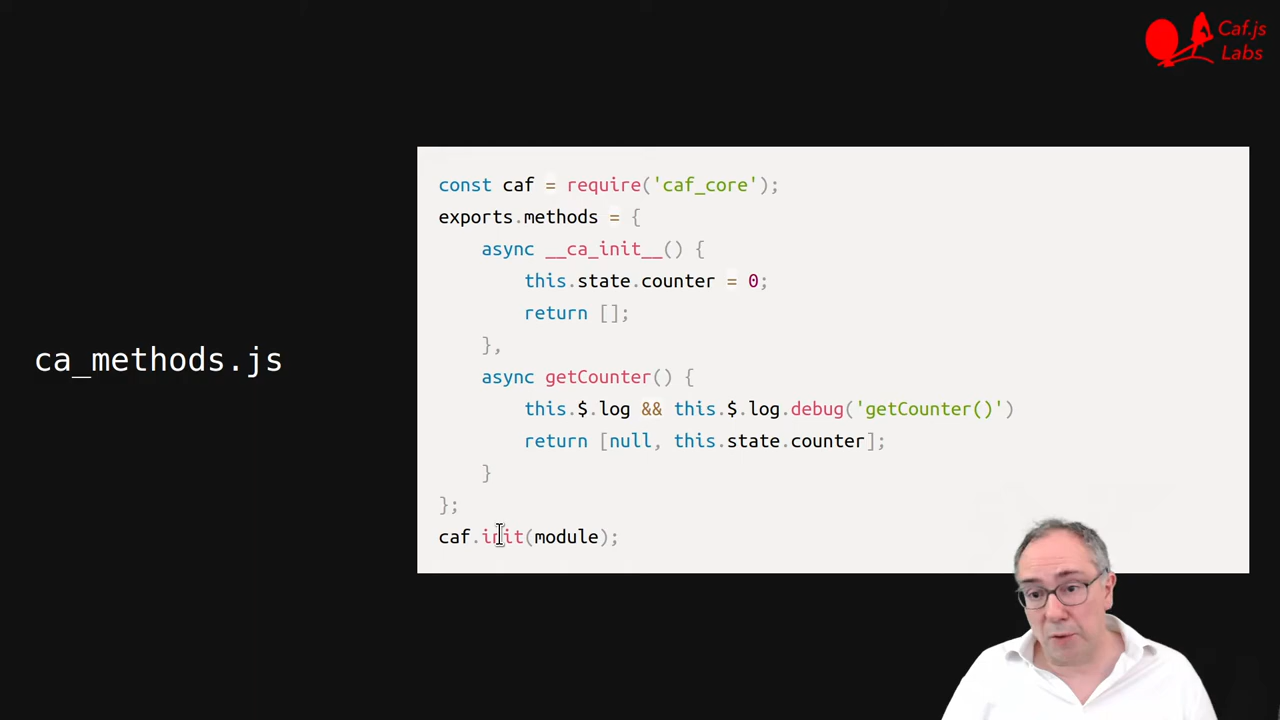 Caf.js
Labs
ca_methods.js
const caf = require('caf_core');
exports.methods = {
    async __ca_init__() {
        this.state.counter = 0;
        return [];
    },
    async getCounter() {
        this.$.log && this.$.log.debug('getCounter()')
        return [null, this.state.counter];
    }
};
caf.init(module);